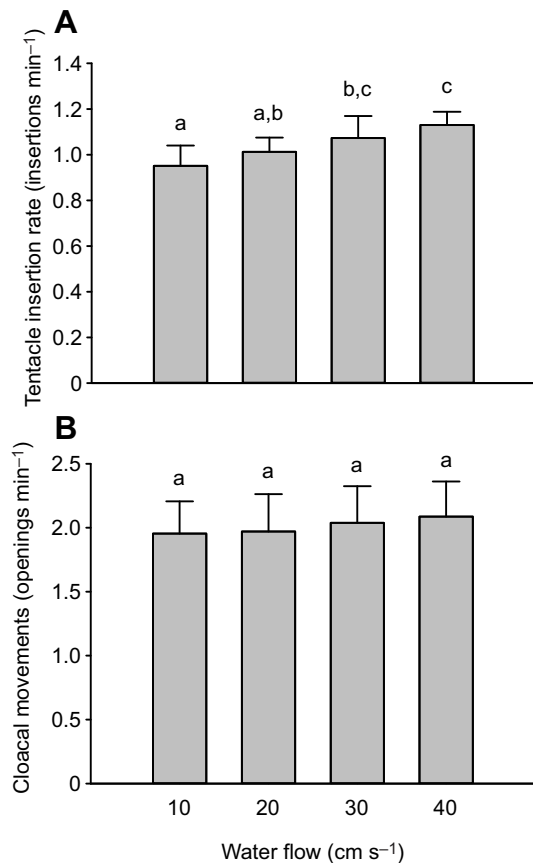 A
Tentacle insertion rate (insertions min⁻¹)
1.4
1.2
1.0
0.8
0.6
0.4
0.2
0
a
a,b
b,c
c
B
Cloacal movements (openings min⁻¹)
2.5
2.0
1.5
1.0
0.5
0
a
a
a
a
10 20 30 40
Water flow (cm s⁻¹)